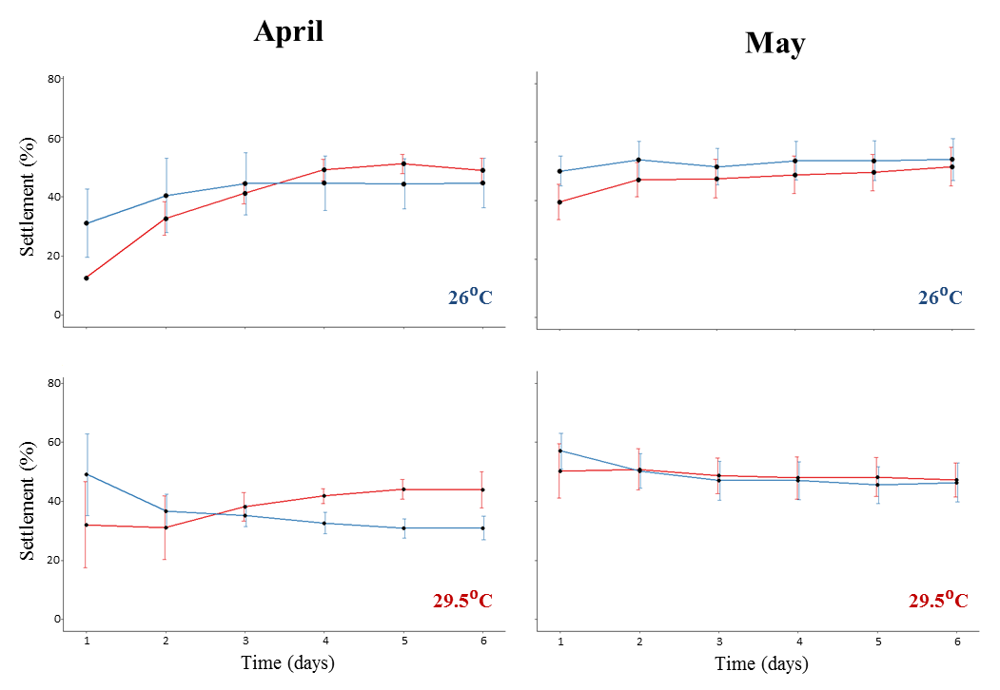 April
May
80
60
40
20
0
Settlement (%)
26°C
26°C
80
60
40
20
0
Settlement (%)
29.5°C
29.5°C
1 2 3 4 5 6
1 2 3 4 5 6
Time (days)
Time (days)